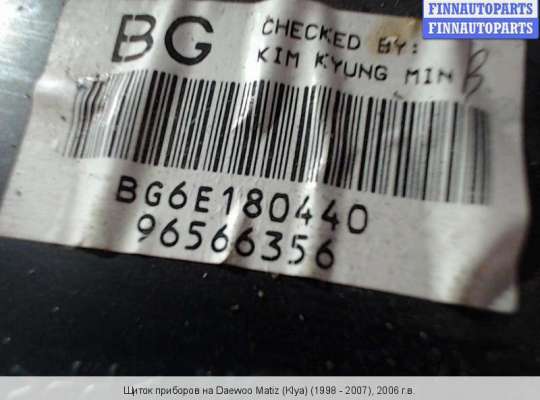 FINNAUTOPARTS
FINNAUTOPARTS
BG
CHECKED BY:
KIM KYUNG MIN
B
BG6E180440
96566356
Щиток приборов на Daewoo Matiz (Klya) (1998 - 2007), 2006 г.в.